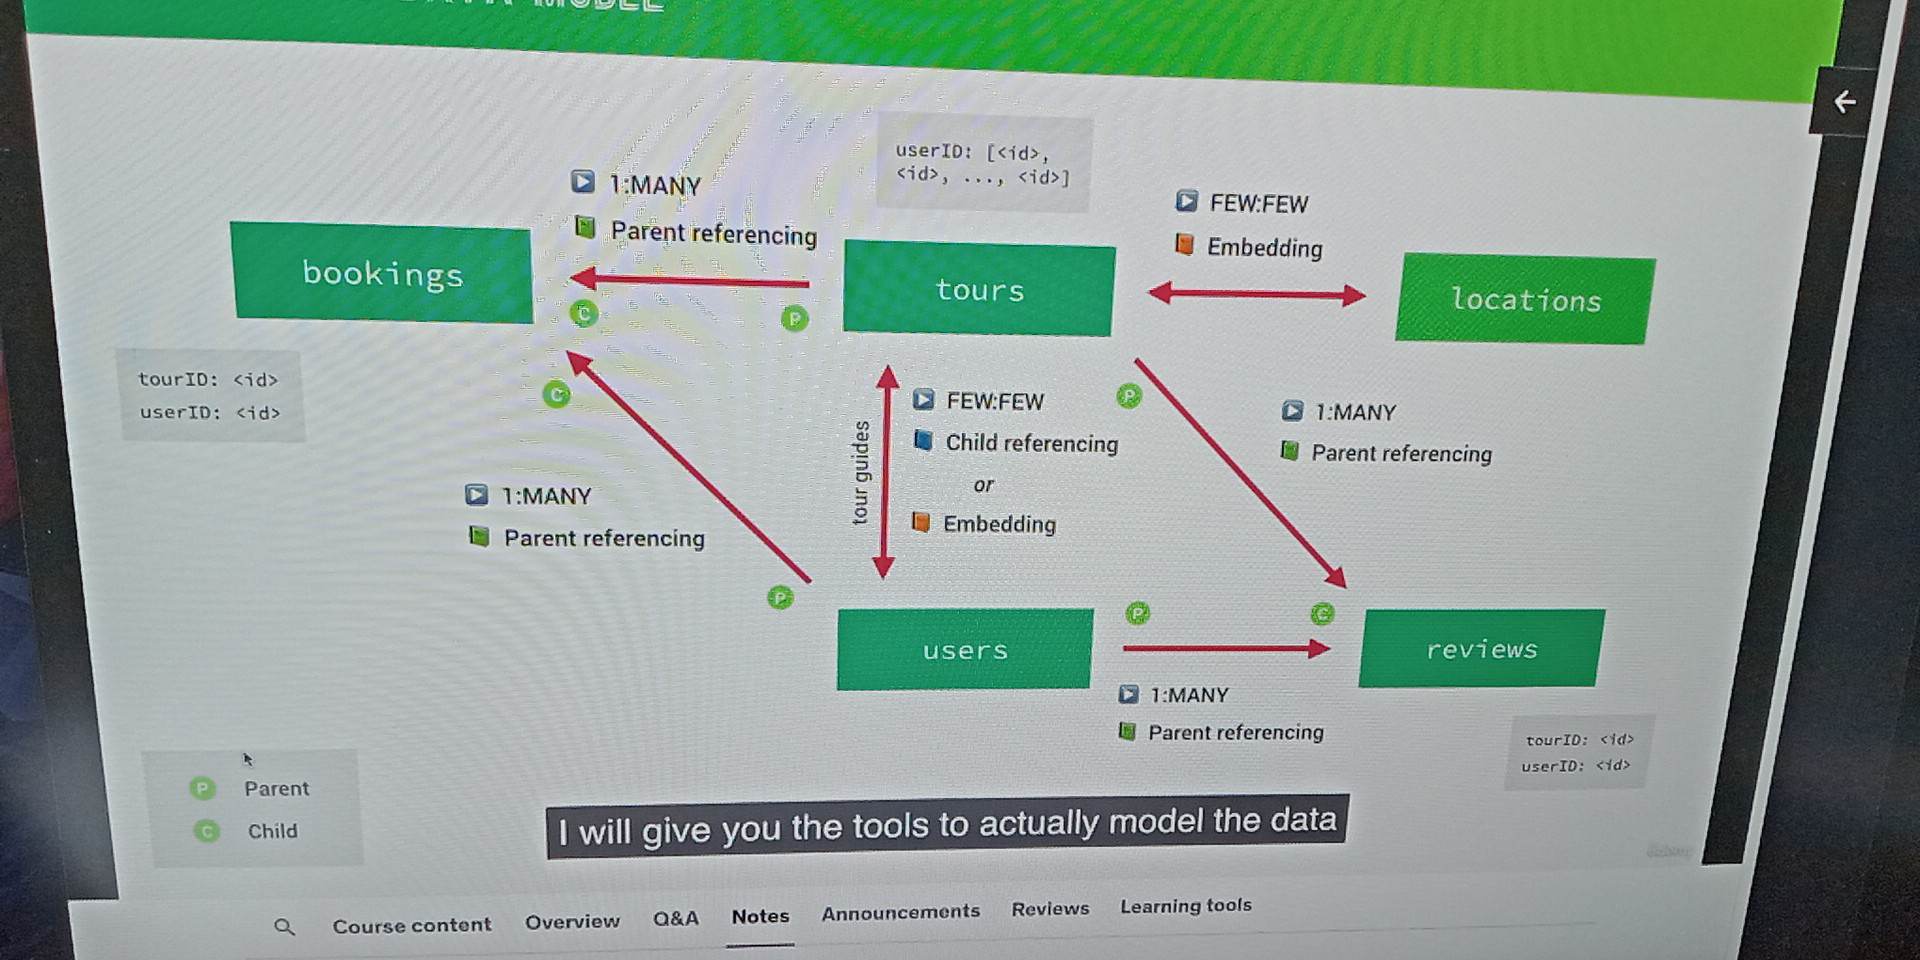 MODEL
userID: [<id>,
<id>, ..., <id>]
1:MANY
Parent referencing
FEW:FEW
Embedding
bookings
tours
locations
C
P
tourID: <id>
userID: <id>
C
FEW:FEW
Child referencing
or
Embedding
tour guides
P
1:MANY
Parent referencing
1:MANY
Parent referencing
P
users
P
C
reviews
1:MANY
Parent referencing
tourID: <id>
userID: <id>
P Parent
C Child
I will give you the tools to actually model the data
Course content Overview Q&A Notes Announcements Reviews Learning tools